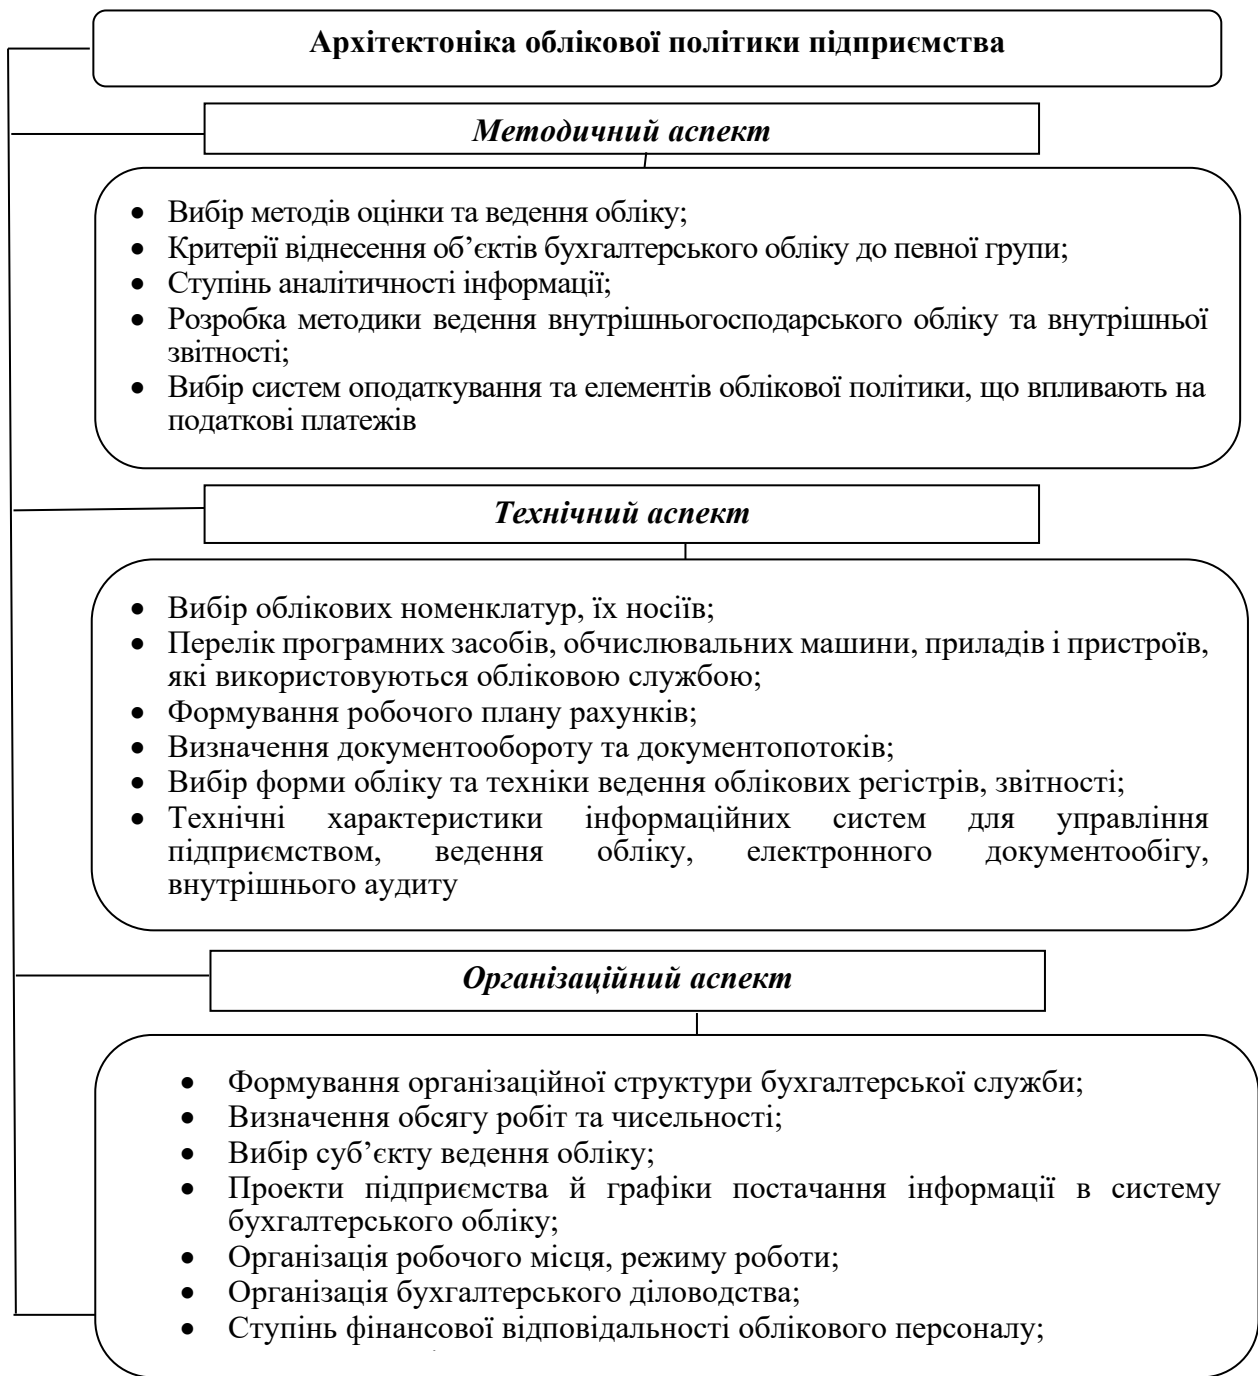 Архітектоніка облікової політики підприємства
Методичний аспект
• Вибір методів оцінки та ведення обліку;
• Критерії віднесення об’єктів бухгалтерського обліку до певної групи;
• Ступінь аналітичності інформації;
• Розробка методики ведення внутрішньогосподарського обліку та внутрішньої
звітності;
• Вибір систем оподаткування та елементів облікової політики, що впливають на
податкові платежів
Технічний аспект
• Вибір облікових номенклатур, їх носіїв;
• Перелік програмних засобів, обчислювальних машини, приладів і пристроїв,
які використовуються обліковою службою;
• Формування робочого плану рахунків;
• Визначення документообороту та документопотоків;
• Вибір форми обліку та техніки ведення облікових регістрів, звітності;
• Технічні характеристики інформаційних систем для управління
підприємством, ведення обліку, електронного документообігу,
внутрішнього аудиту
Організаційний аспект
• Формування організаційної структури бухгалтерської служби;
• Визначення обсягу робіт та чисельності;
• Вибір суб’єкту ведення обліку;
• Проекти підприємства й графіки постачання інформації в систему
бухгалтерського обліку;
• Організація робочого місця, режиму роботи;
• Організація бухгалтерського діловодства;
• Ступінь фінансової відповідальності облікового персоналу;